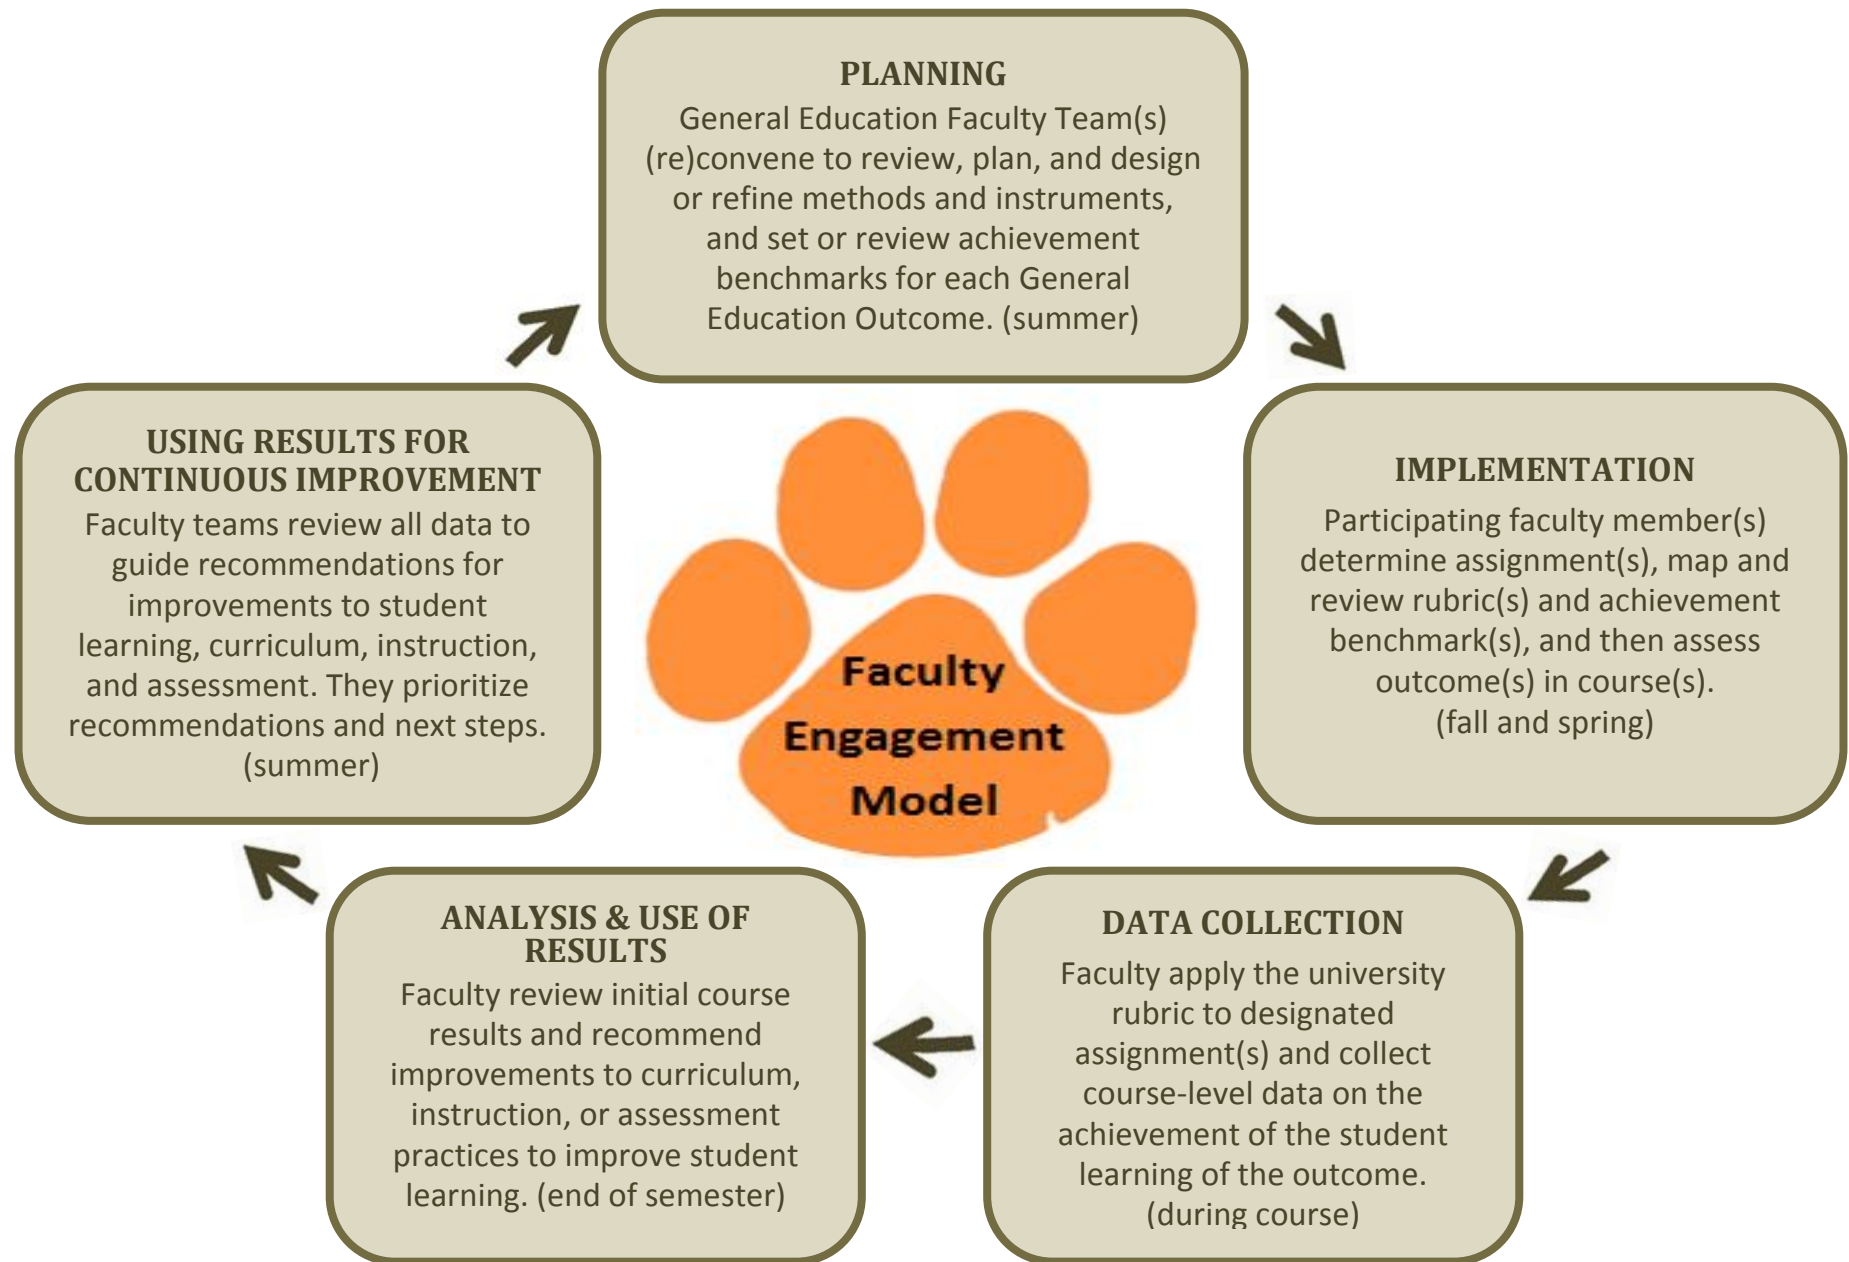 PLANNING
General Education Faculty Team(s)
(re)convene to review, plan, and design
or refine methods and instruments,
and set or review achievement
benchmarks for each General
Education Outcome. (summer)
IMPLEMENTATION
Participating faculty member(s)
determine assignment(s), map and
review rubric(s) and achievement
benchmark(s), and then assess
outcome(s) in course(s).
(fall and spring)
DATA COLLECTION
Faculty apply the university
rubric to designated
assignment(s) and collect
course-level data on the
achievement of the student
learning of the outcome.
(during course)
ANALYSIS & USE OF
RESULTS
Faculty review initial course
results and recommend
improvements to curriculum,
instruction, or assessment
practices to improve student
learning. (end of semester)
USING RESULTS FOR
CONTINUOUS IMPROVEMENT
Faculty teams review all data to
guide recommendations for
improvements to student
learning, curriculum, instruction,
and assessment. They prioritize
recommendations and next steps.
(summer)
Faculty
Engagement
Model